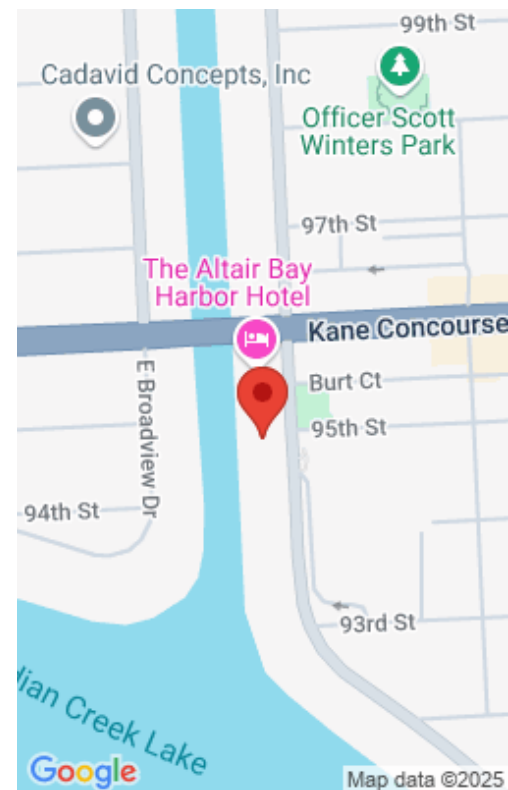 99th St
Cadavid Concepts, Inc
Officer Scott
Winters Park
97th St
The Altair Bay
Harbor Hotel
Kane Concourse
Burt Ct
E Broadview Dr
95th St
94th St
93rd St
dian Creek Lake
Google
Map data ©2025